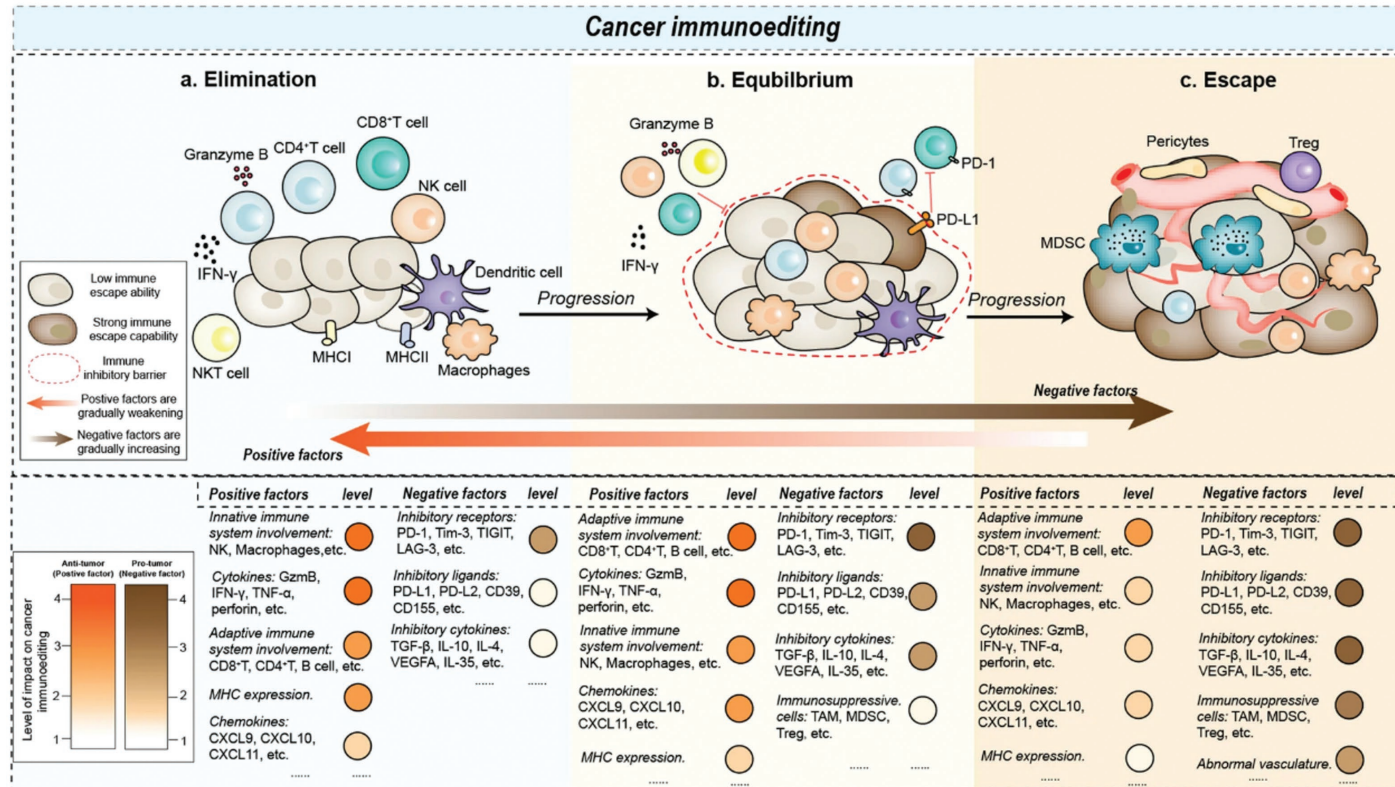 Cancer immunoediting
a. Elimination
b. Equbilbrium
c. Escape
Granzyme B
CD4⁺T cell
CD8⁺T cell
NK cell
IFN-γ
Dendritic cell
NKT cell
MHCI
MHCII
Macrophages
Progression
Granzyme B
IFN-γ
PD-1
PD-L1
Progression
Pericytes
Treg
MDSC
Low immune
escape ability
Strong immune
escape capability
Immune
inhibitory barrier
Postive factors are
gradually weakening
Negative factors are
gradually increasing
Negative factors
Positive factors
Anti-tumor
(Postive factor)
Pro-tumor
(Negative factor)
Level of impact on cancer
immunoediting
4
3
2
1
4
3
2
1
Positive factors
level
Innative immune
system involvement:
NK, Macrophages,etc.
Cytokines: GzmB,
IFN-γ, TNF-α,
perforin, etc.
Adaptive immune
system involvement:
CD8⁺T, CD4⁺T, B cell, etc.
MHC expression.
Chemokines:
CXCL9, CXCL10,
CXCL11, etc.
......
......
Negative factors
level
Inhibitory receptors:
PD-1, Tim-3, TIGIT,
LAG-3, etc.
Inhibitory ligands:
PD-L1, PD-L2, CD39,
CD155, etc.
Inhibitory cytokines:
TGF-β, IL-10, IL-4,
VEGFA, IL-35, etc.
......
......
Positive factors
level
Adaptive immune
system involvement:
CD8⁺T, CD4⁺T, B cell, etc.
Cytokines: GzmB,
IFN-γ, TNF-α,
perforin, etc.
Innative immune
system involvement:
NK, Macrophages,etc.
Chemokines:
CXCL9, CXCL10,
CXCL11, etc.
MHC expression.
......
......
Negative factors
level
Inhibitory receptors:
PD-1, Tim-3, TIGIT,
LAG-3, etc.
Inhibitory ligands:
PD-L1, PD-L2, CD39,
CD155, etc.
Inhibitory cytokines:
TGF-β, IL-10, IL-4,
VEGFA, IL-35, etc.
Immunosuppressive
cells: TAM, MDSC,
Treg, etc.
......
......
Positive factors
level
Adaptive immune
system involvement:
CD8⁺T, CD4⁺T, B cell, etc.
Innative immune
system involvement:
NK, Macrophages, etc.
Cytokines: GzmB,
IFN-γ, TNF-α,
perforin, etc.
Chemokines:
CXCL9, CXCL10,
CXCL11, etc.
MHC expression.
......
......
Negative factors
level
Inhibitory receptors:
PD-1, Tim-3, TIGIT,
LAG-3, etc.
Inhibitory ligands:
PD-L1, PD-L2, CD39,
CD155, etc.
Inhibitory cytokines:
TGF-β, IL-10, IL-4,
VEGFA, IL-35, etc.
Immunosuppressive
cells: TAM, MDSC,
Treg, etc.
Abnormal vasculature.
......
......